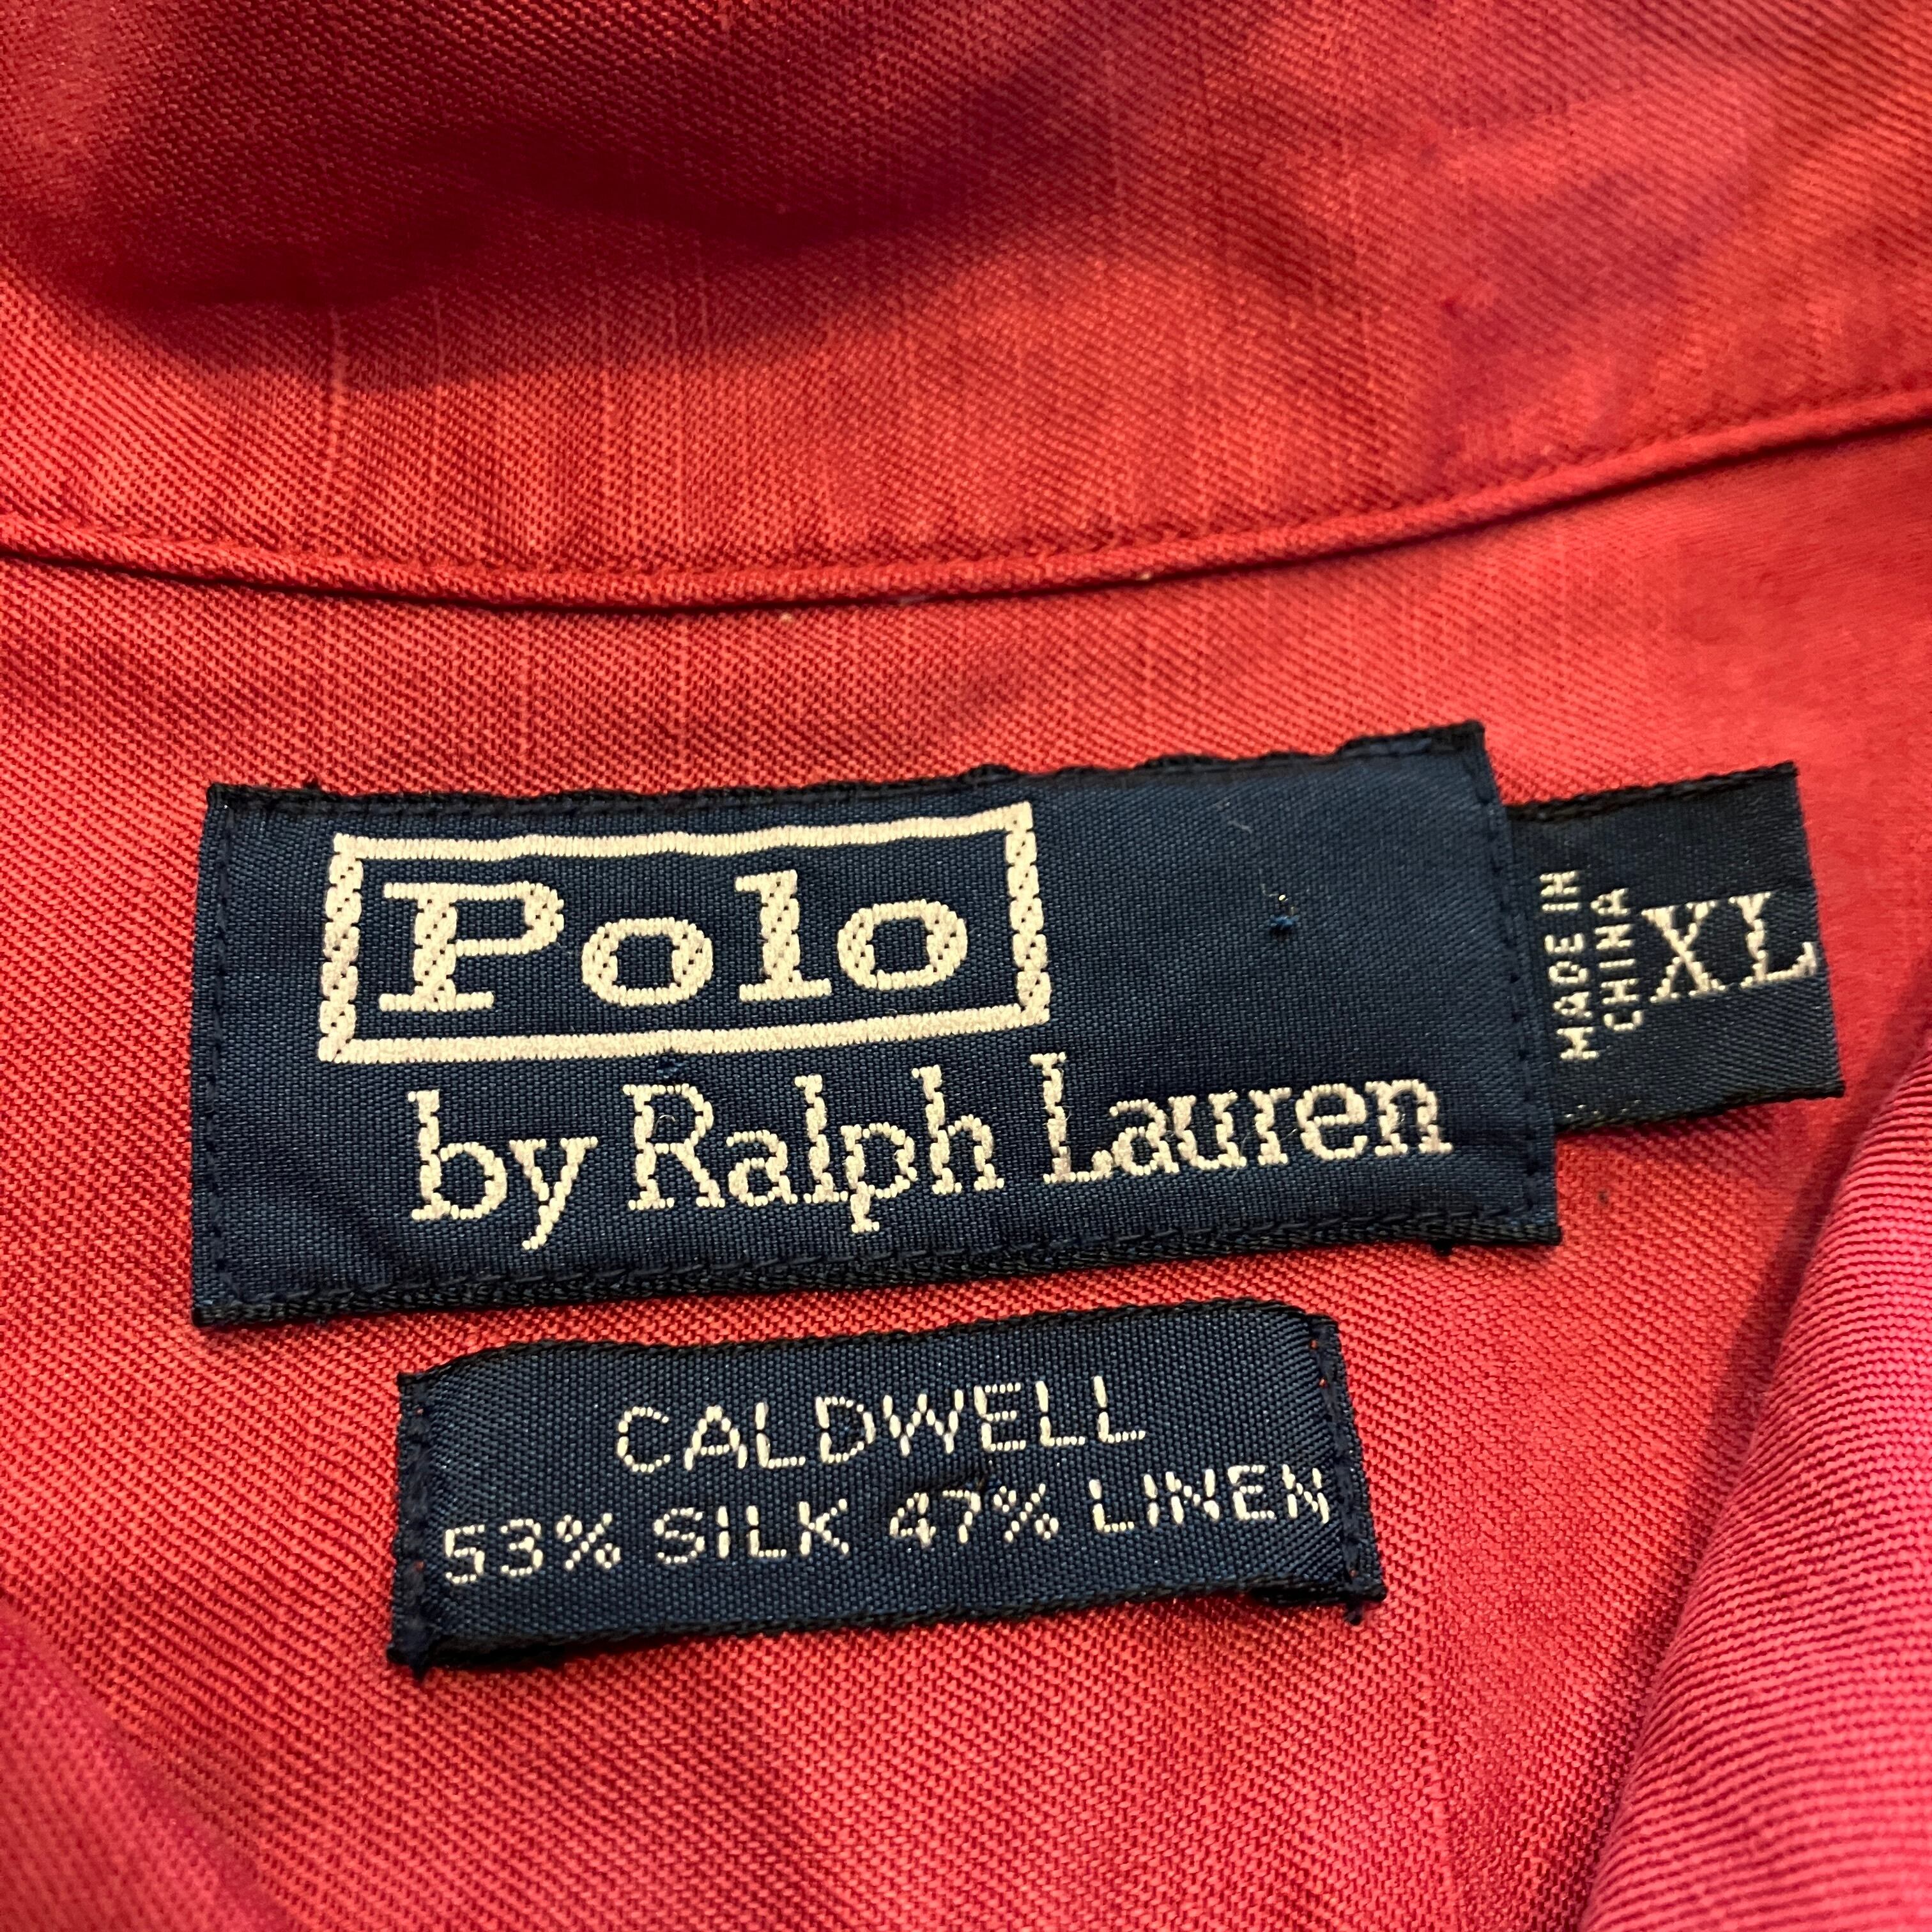 Polo
by Ralph Lauren
MADE IN
CHINA
XL
CALDWELL
53% SILK 47% LINEN